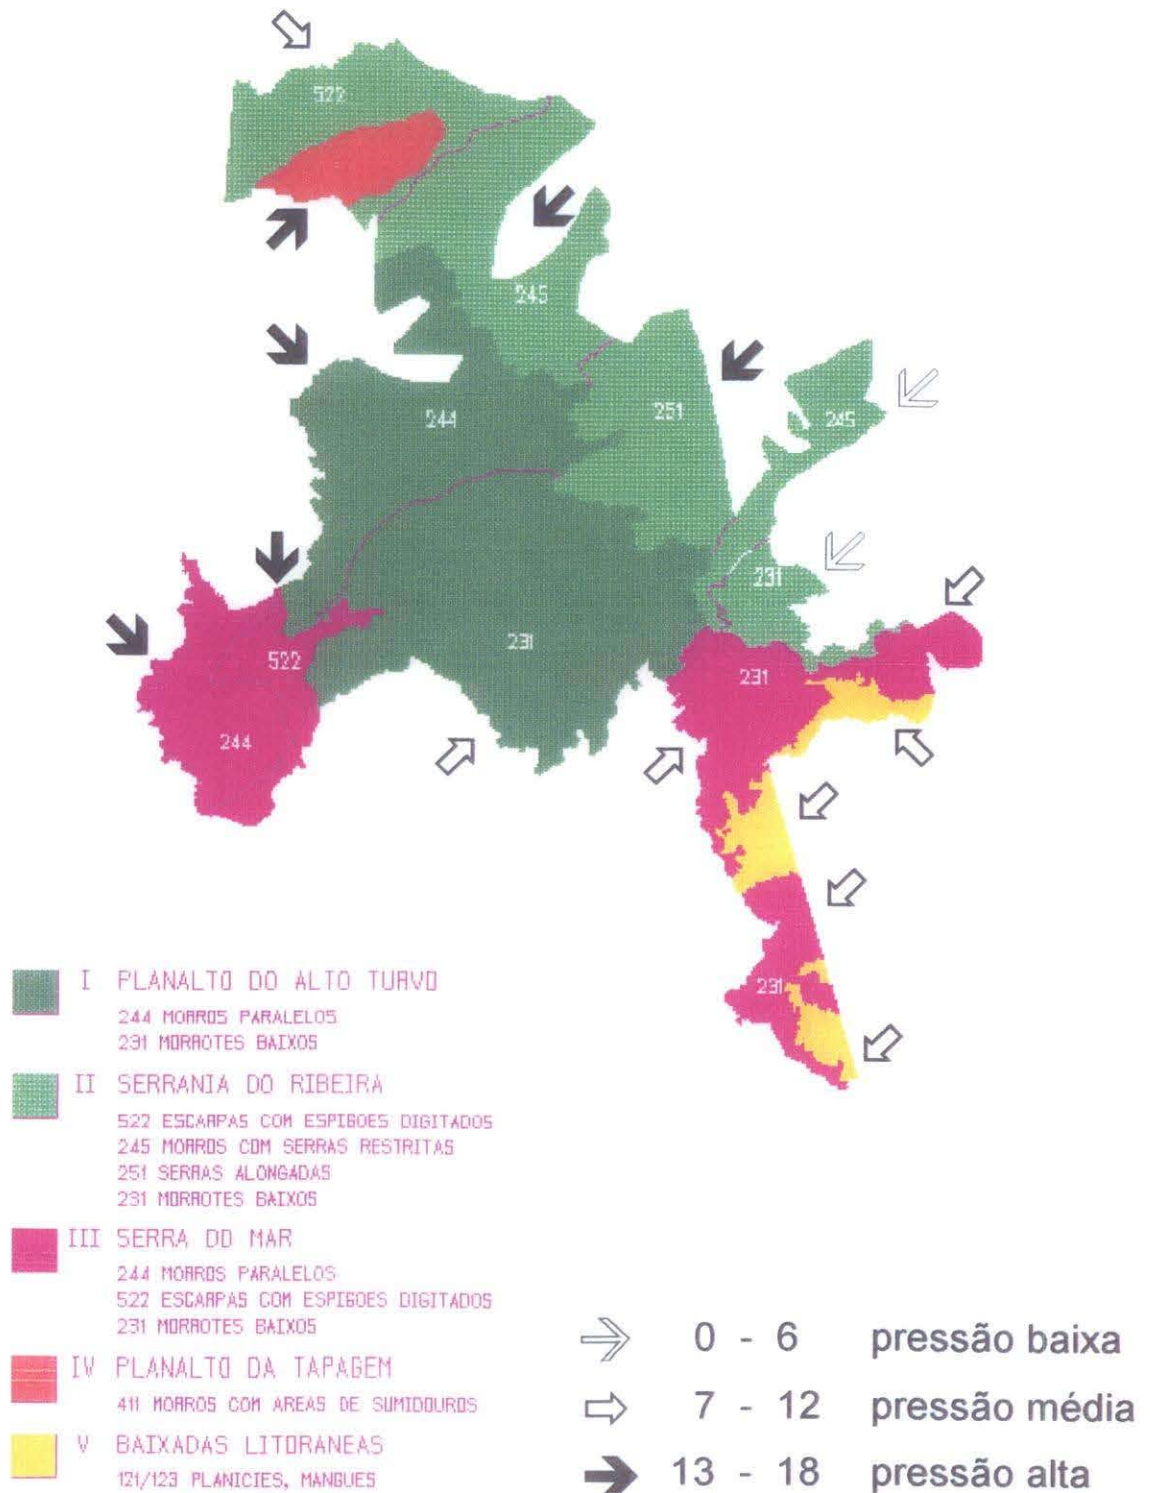 522
245
244
251
245
231
231
522
231
244
231
I PLANALTO DO ALTO TURVO
244 MORROS PARALELOS
231 MORROTES BAIXOS
II SERRANIA DO RIBEIRA
522 ESCARPAS COM ESPIGOES DIGITADOS
245 MORROS COM SERRAS RESTRITAS
251 SERRAS ALONGADAS
231 MORROTES BAIXOS
III SERRA DO MAR
244 MORROS PARALELOS
522 ESCARPAS COM ESPIGOES DIGITADOS
231 MORROTES BAIXOS
IV PLANALTO DA TAPAGEM
411 MORROS COM AREAS DE SUMIDOUROS
V BAIXADAS LITORANEAS
121/123 PLANICIES, MANGUES
0 - 6 pressão baixa
7 - 12 pressão média
13 - 18 pressão alta